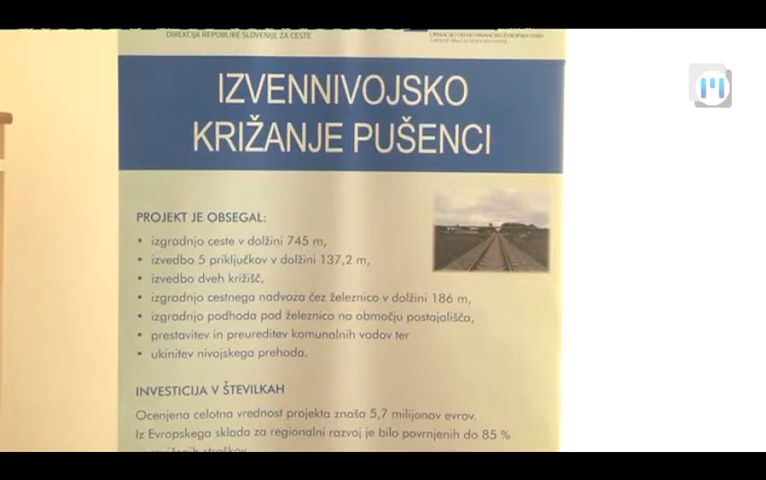 DIREKCIJA REPUBLIKE SLOVENIJE ZA CESTE
IZVENNIVOJSKO
KRIŽANJE PUŠENCI
PROJEKT JE OBSEGAL:
• izgradnjo ceste v dolžini 745 m,
• izvedbo 5 priključkov v dolžini 137,2 m,
• izvedbo dveh križišč,
• izgradnjo cestnega nadvoza čez železnico v dolžini 186 m,
• izgradnjo podhoda pod železnico na območju postajališča,
• prestavitev in preureditev komunalnih vodov ter
• ukinitev nivojskega prehoda.
INVESTICIJA V ŠTEVILKAH
Ocenjena celotna vrednost projekta znaša 5,7 milijonov evrov.
Iz Evropskega sklada za regionalni razvoj je bilo povrnjenih do 85 %